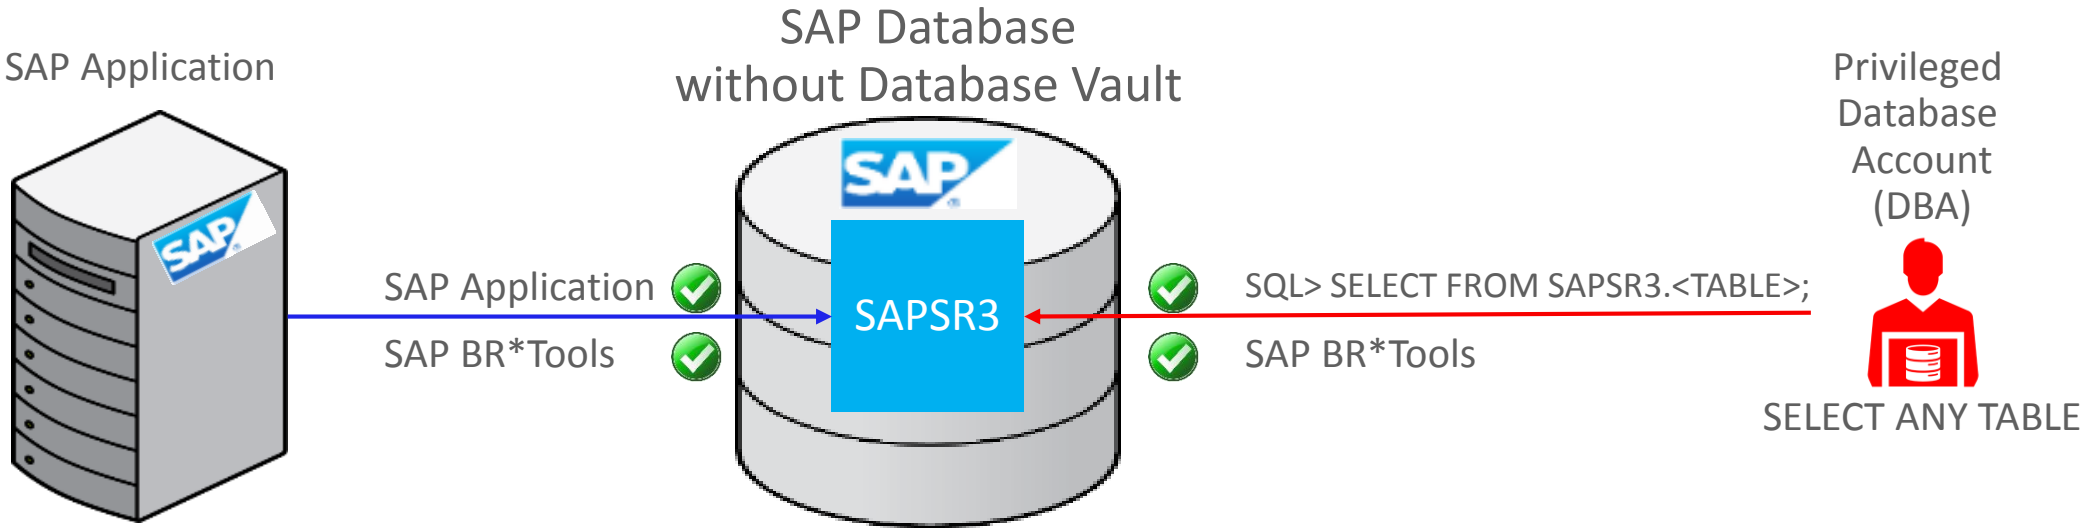 SAP Database
without Database Vault
SAP Application
SAP
SAP
®
SAP Application
SAP BR*Tools
SAPSR3
SQL> SELECT FROM SAPSR3.<TABLE>;
SAP BR*Tools
Privileged
Database
Account
(DBA)
SELECT ANY TABLE